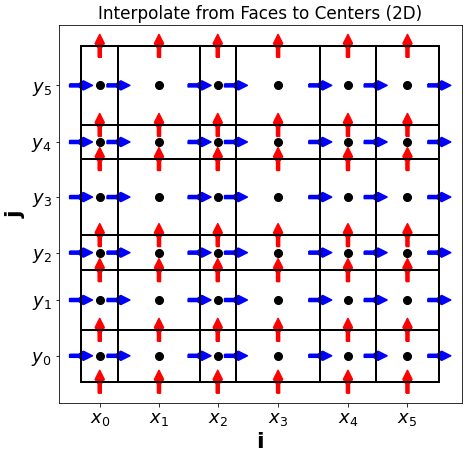 Interpolate from Faces to Centers (2D)
y₅
y₄
y₃
y₂
y₁
y₀
j
x₀ x₁ x₂ x₃ x₄ x₅
i